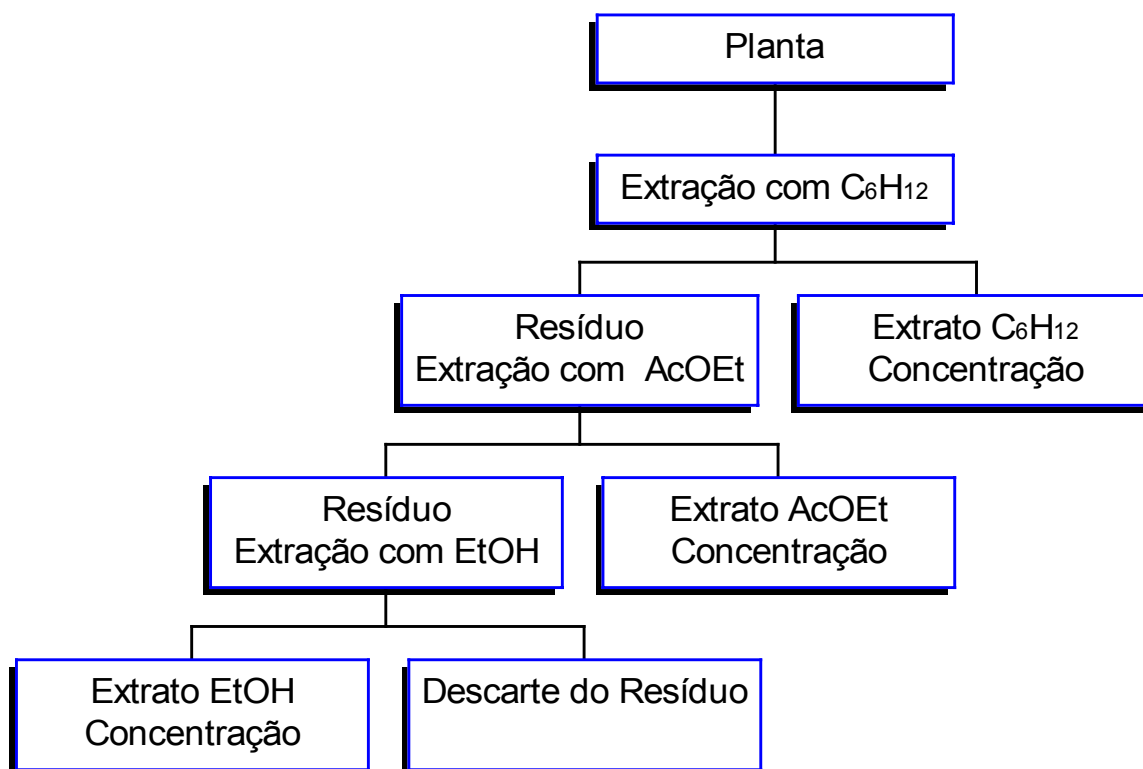 Planta
Extração com C6H12
Resíduo
Extração com AcOEt
Extrato C6H12
Concentração
Resíduo
Extração com EtOH
Extrato AcOEt
Concentração
Extrato EtOH
Concentração
Descarte do Resíduo